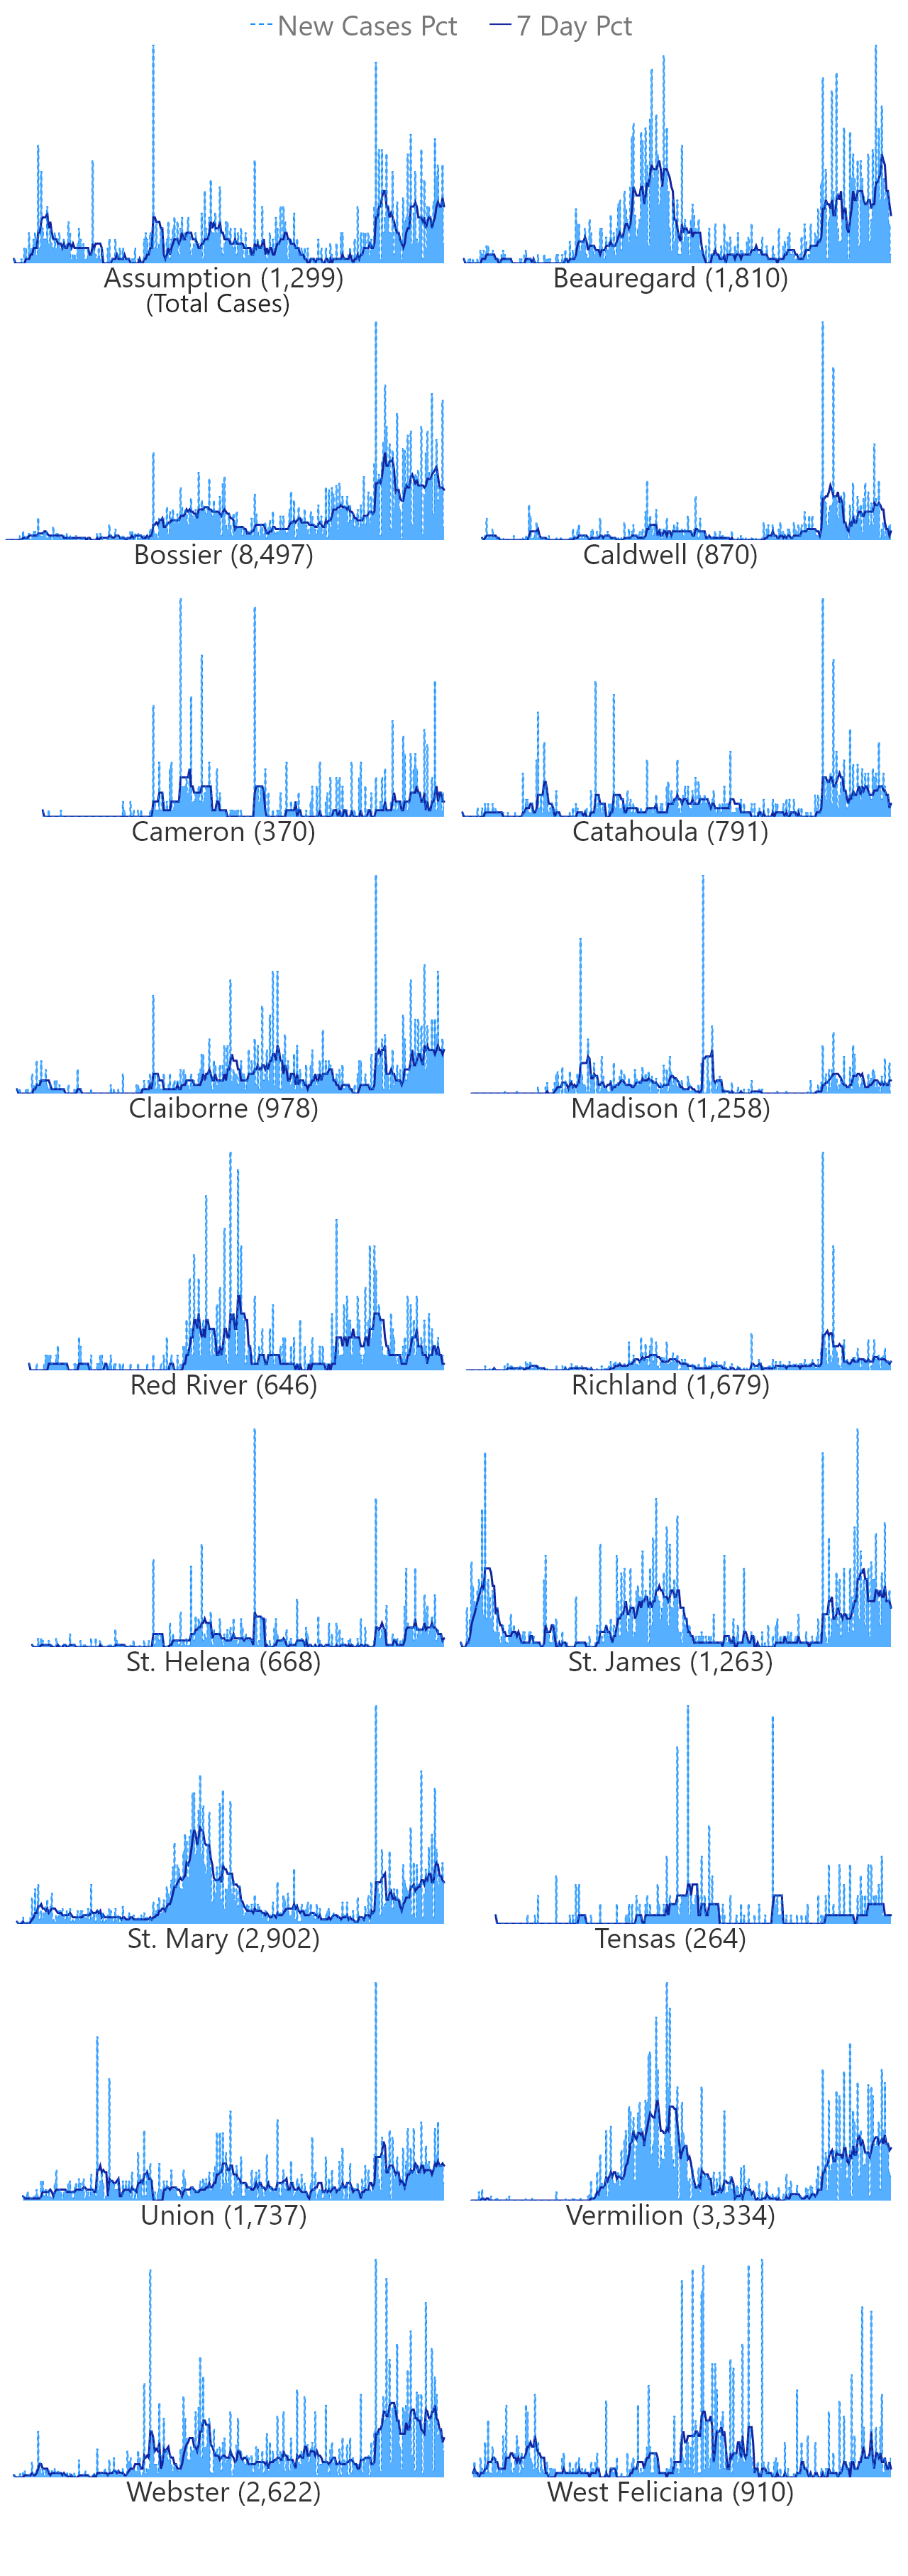 New Cases Pct 7 Day Pct
Assumption (1,299) Beauregard (1,810)
(Total Cases)
Bossier (8,497) Caldwell (870)
Cameron (370) Catahoula (791)
Claiborne (978) Madison (1,258)
Red River (646) Richland (1,679)
St. Helena (668) St. James (1,263)
St. Mary (2,902) Tensas (264)
Union (1,737) Vermilion (3,334)
Webster (2,622) West Feliciana (910)